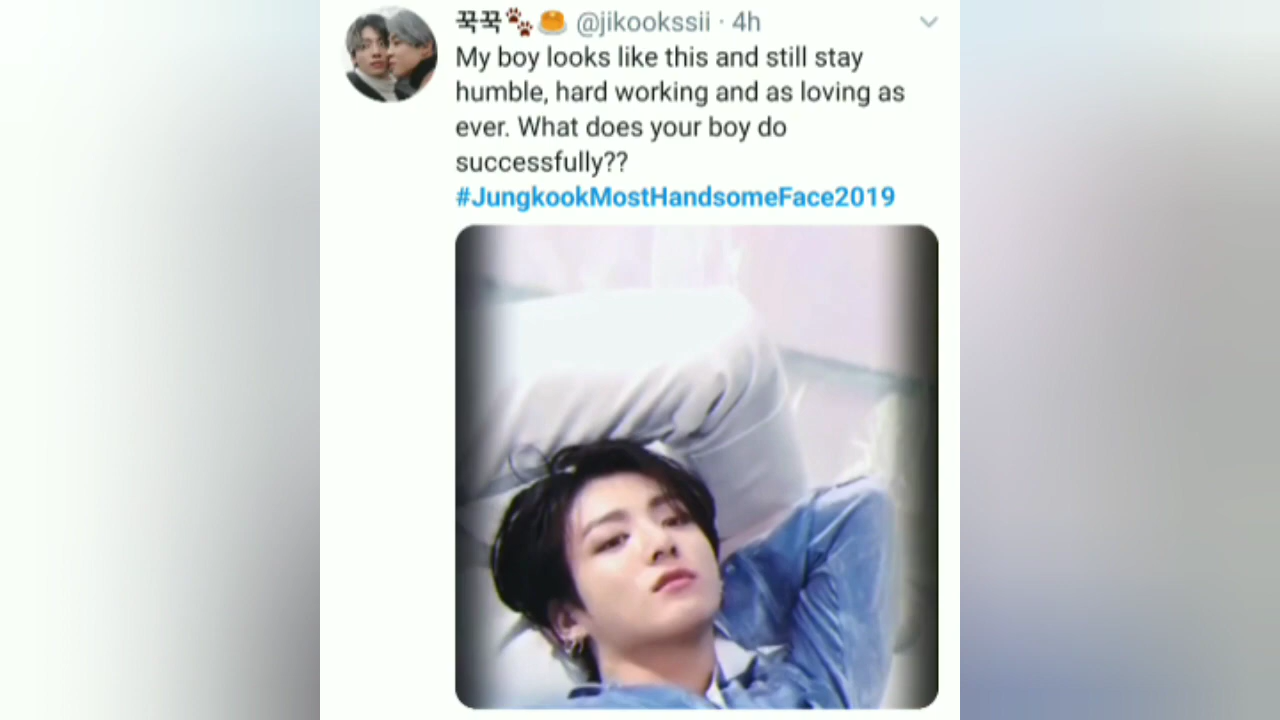 꾹꾹🐾🍮 @jikookssii · 4h
My boy looks like this and still stay
humble, hard working and as loving as
ever. What does your boy do
successfully??
#JungkookMostHandsomeFace2019